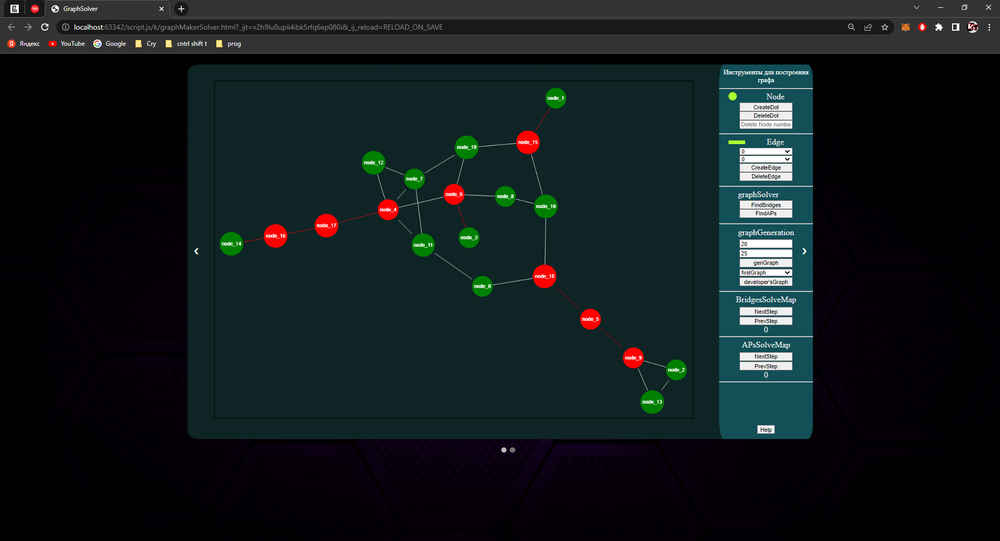 hh
GraphSolver
localhost:63342/script.js/k/graphMakerSolver.html?_ijt=v2h9lu8upii4ibk5rfq6ep080i&_ij_reload=RELOAD_ON_SAVE
Я Яндекс
YouTube
Google
Cry
cntrl shift t
prog
Инструменты для построения
графа
Node
CreateDot
DeleteDot
Delete Node number
Edge
0
0
CreateEdge
DeleteEdge
graphSolver
FindBridges
FindAPs
graphGeneration
20
25
genGraph
firstGraph
developer'sGraph
BridgesSolveMap
NextStep
PrevStep
0
APsSolveMap
NextStep
PrevStep
0
Help
node_1
node_15
node_19
node_12
node_7
node_6
node_8
node_10
node_4
node_17
node_16
node_14
node_3
node_11
node_18
node_0
node_5
node_9
node_2
node_13
❮
❯